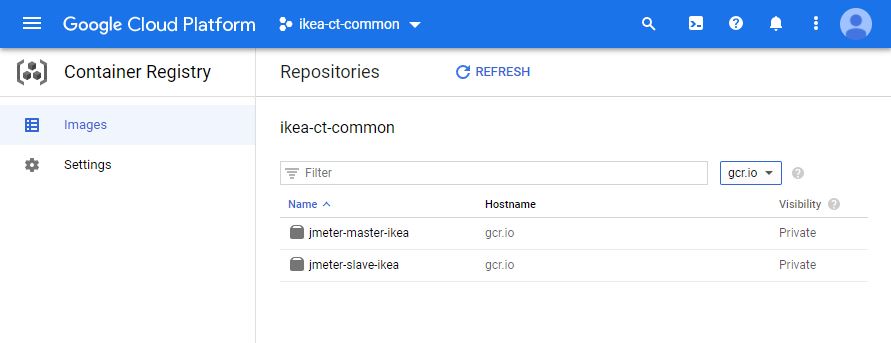 Google Cloud Platform ikea-ct-common
Container Registry Repositories REFRESH
Images
Settings
ikea-ct-common
Filter gcr.io
Name Hostname Visibility
jmeter-master-ikea gcr.io Private
jmeter-slave-ikea gcr.io Private